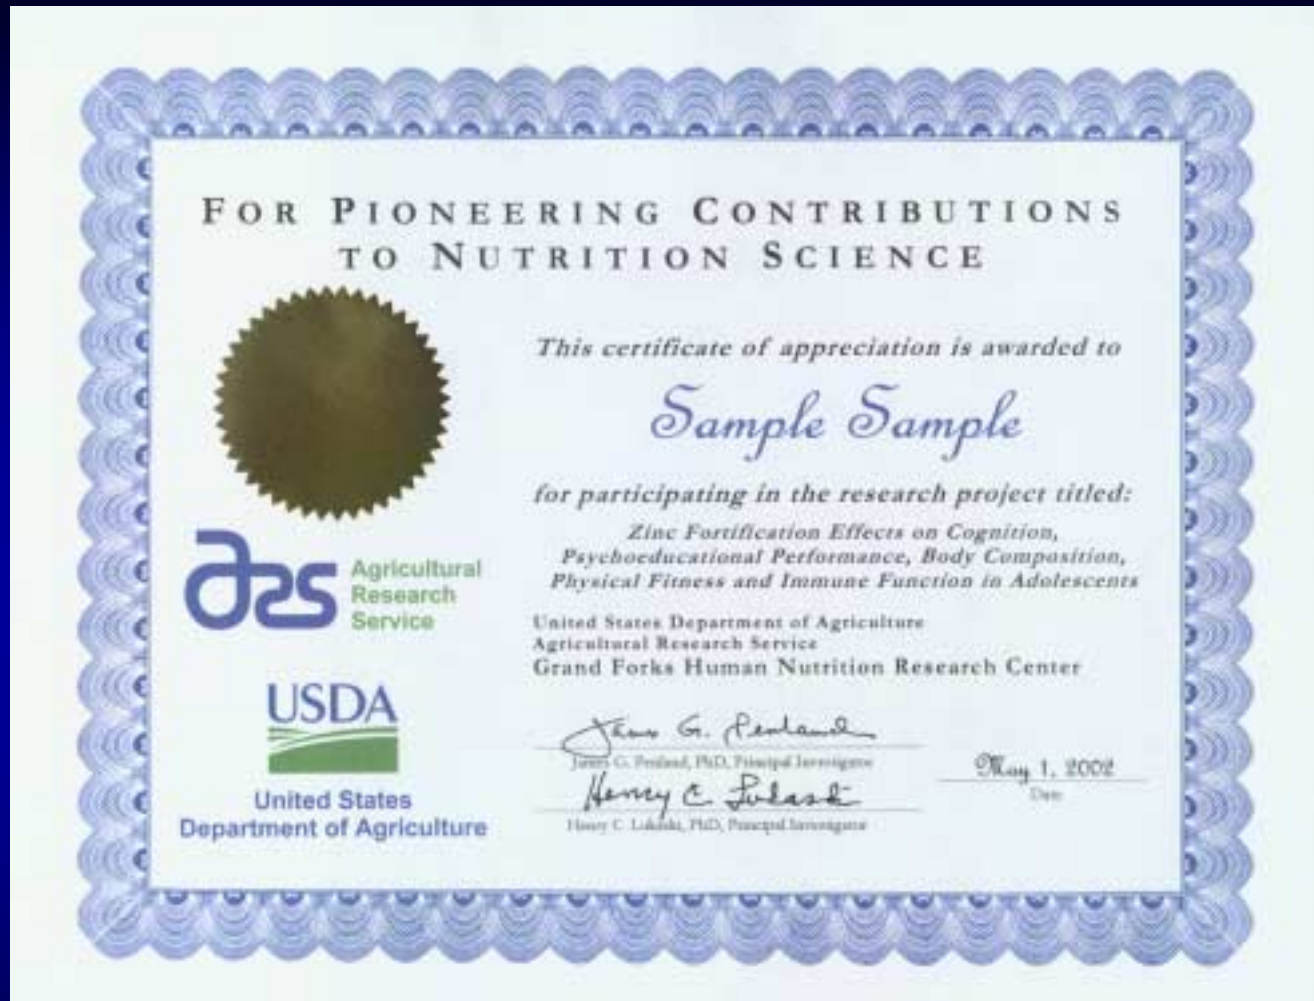 FOR PIONEERING CONTRIBUTIONS
TO NUTRITION SCIENCE
This certificate of appreciation is awarded to
Sample Sample
for participating in the research project titled:
Zinc Fortification Effects on Cognition,
Psychoeducational Performance, Body Composition,
Physical Fitness and Immune Function in Adolescents
United States Department of Agriculture
Agricultural Research Service
Grand Forks Human Nutrition Research Center
James G. Penland
James G. Penland, PhD, Principal Investigator
Henry C. Lukaski
Henry C. Lukaski, PhD, Principal Investigator
May 1, 2002
Date
ars
Agricultural
Research
Service
USDA
United States
Department of Agriculture